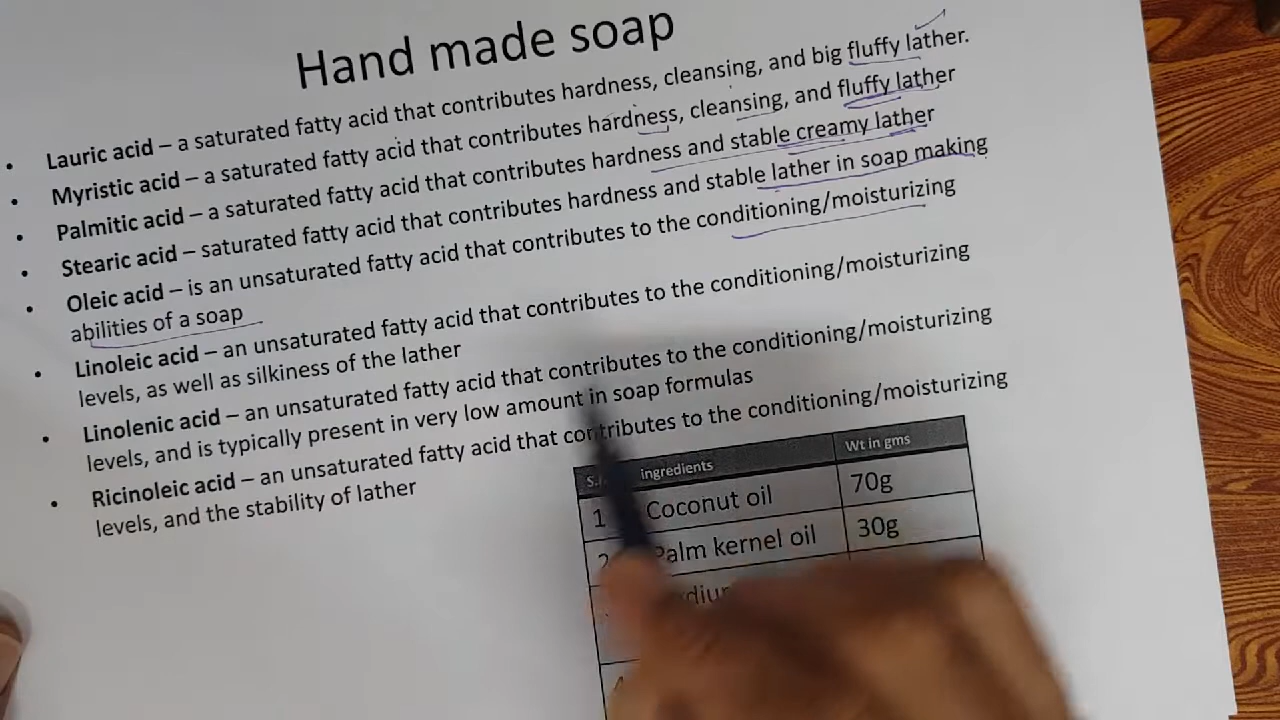 Hand made soap
• Lauric acid – a saturated fatty acid that contributes hardness, cleansing, and big fluffy lather.
• Myristic acid – a saturated fatty acid that contributes hardness, cleansing, and fluffy lather
• Palmitic acid – a saturated fatty acid that contributes hardness and stable creamy lather
• Stearic acid – saturated fatty acid that contributes hardness and stable lather in soap making
• Oleic acid – is an unsaturated fatty acid that contributes to the conditioning/moisturizing
abilities of a soap
• Linoleic acid – an unsaturated fatty acid that contributes to the conditioning/moisturizing
levels, as well as silkiness of the lather
• Linolenic acid – an unsaturated fatty acid that contributes to the conditioning/moisturizing
levels, and is typically present in very low amount in soap formulas
• Ricinoleic acid – an unsaturated fatty acid that contributes to the conditioning/moisturizing
levels, and the stability of lather
ingredients Wt in gms
1 Coconut oil 70g
2 Palm kernel oil 30g